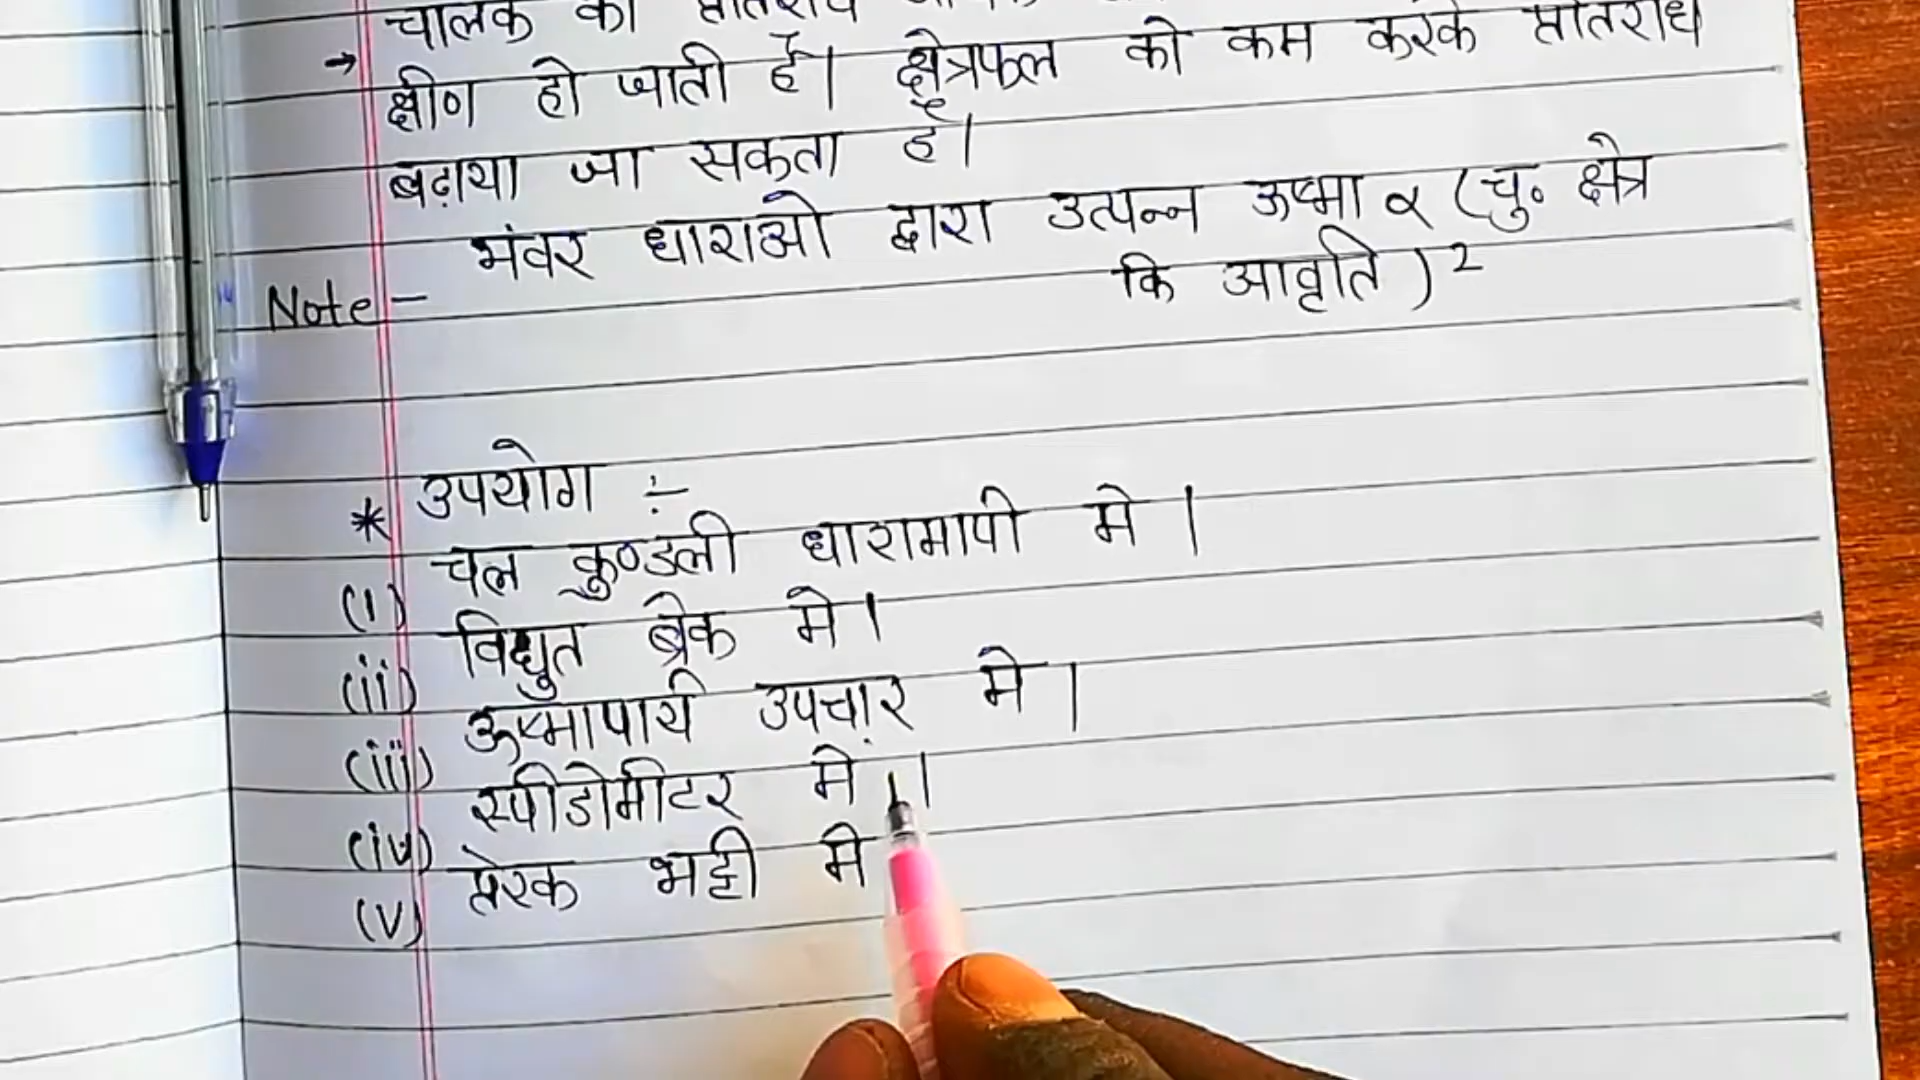 चालक का
→ क्षीण हो जाती है। क्षेत्रफल को कम करके प्रतिरोध
बढ़ाया जा सकता है।
Note - भंवर धाराओ द्वारा उत्पन्न ऊष्मा ∝ (चु० क्षेत्र
कि आवृति)²
* उपयोग :-
(i) चल कुण्डली धारामापी मे।
(ii) विद्युत ब्रेक मे।
(iii) ऊष्मापार्य उपचार मे।
(iv) स्पीडोमीटर मे।
(v) प्रेरक भट्टी मे